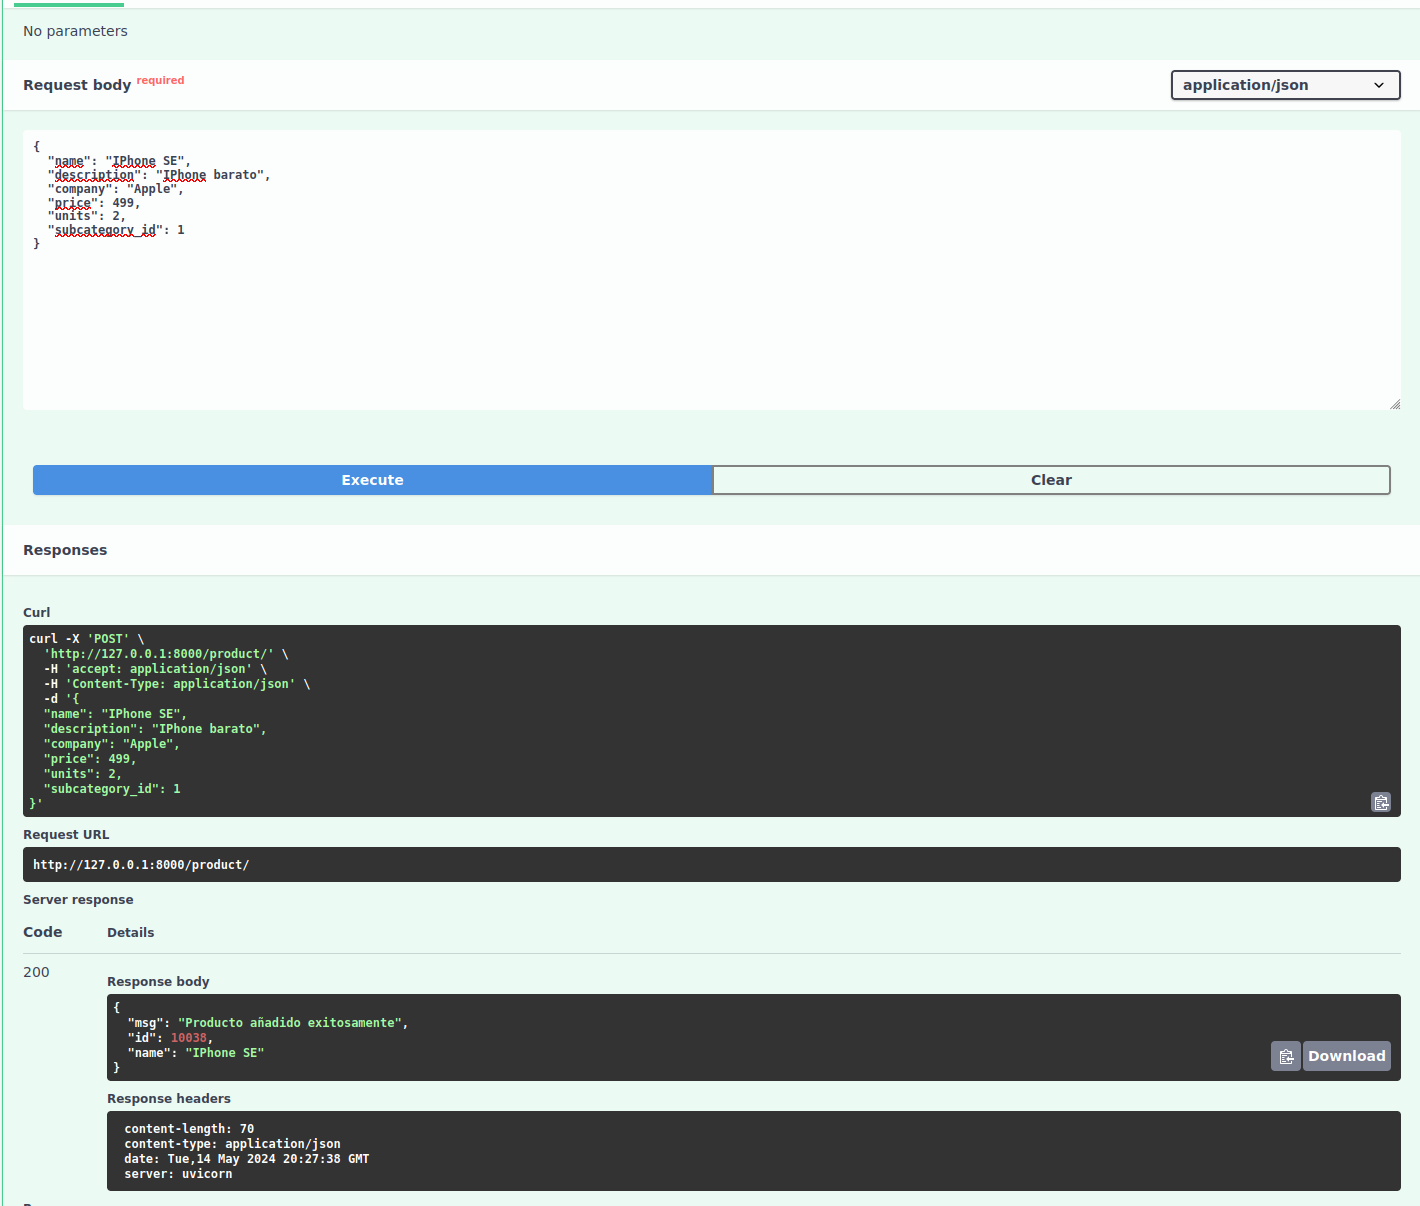 No parameters
Request body required
application/json
{
  "name": "IPhone SE",
  "description": "IPhone barato",
  "company": "Apple",
  "price": 499,
  "units": 2,
  "subcategory_id": 1
}
Execute
Clear
Responses
Curl
curl -X 'POST' \
  'http://127.0.0.1:8000/product/' \
  -H 'accept: application/json' \
  -H 'Content-Type: application/json' \
  -d '{
  "name": "IPhone SE",
  "description": "IPhone barato",
  "company": "Apple",
  "price": 499,
  "units": 2,
  "subcategory_id": 1
}'
Request URL
http://127.0.0.1:8000/product/
Server response
Code Details
200
Response body
{
  "msg": "Producto añadido exitosamente",
  "id": 10038,
  "name": "IPhone SE"
}
Download
Response headers
content-length: 70
content-type: application/json
date: Tue,14 May 2024 20:27:38 GMT
server: uvicorn